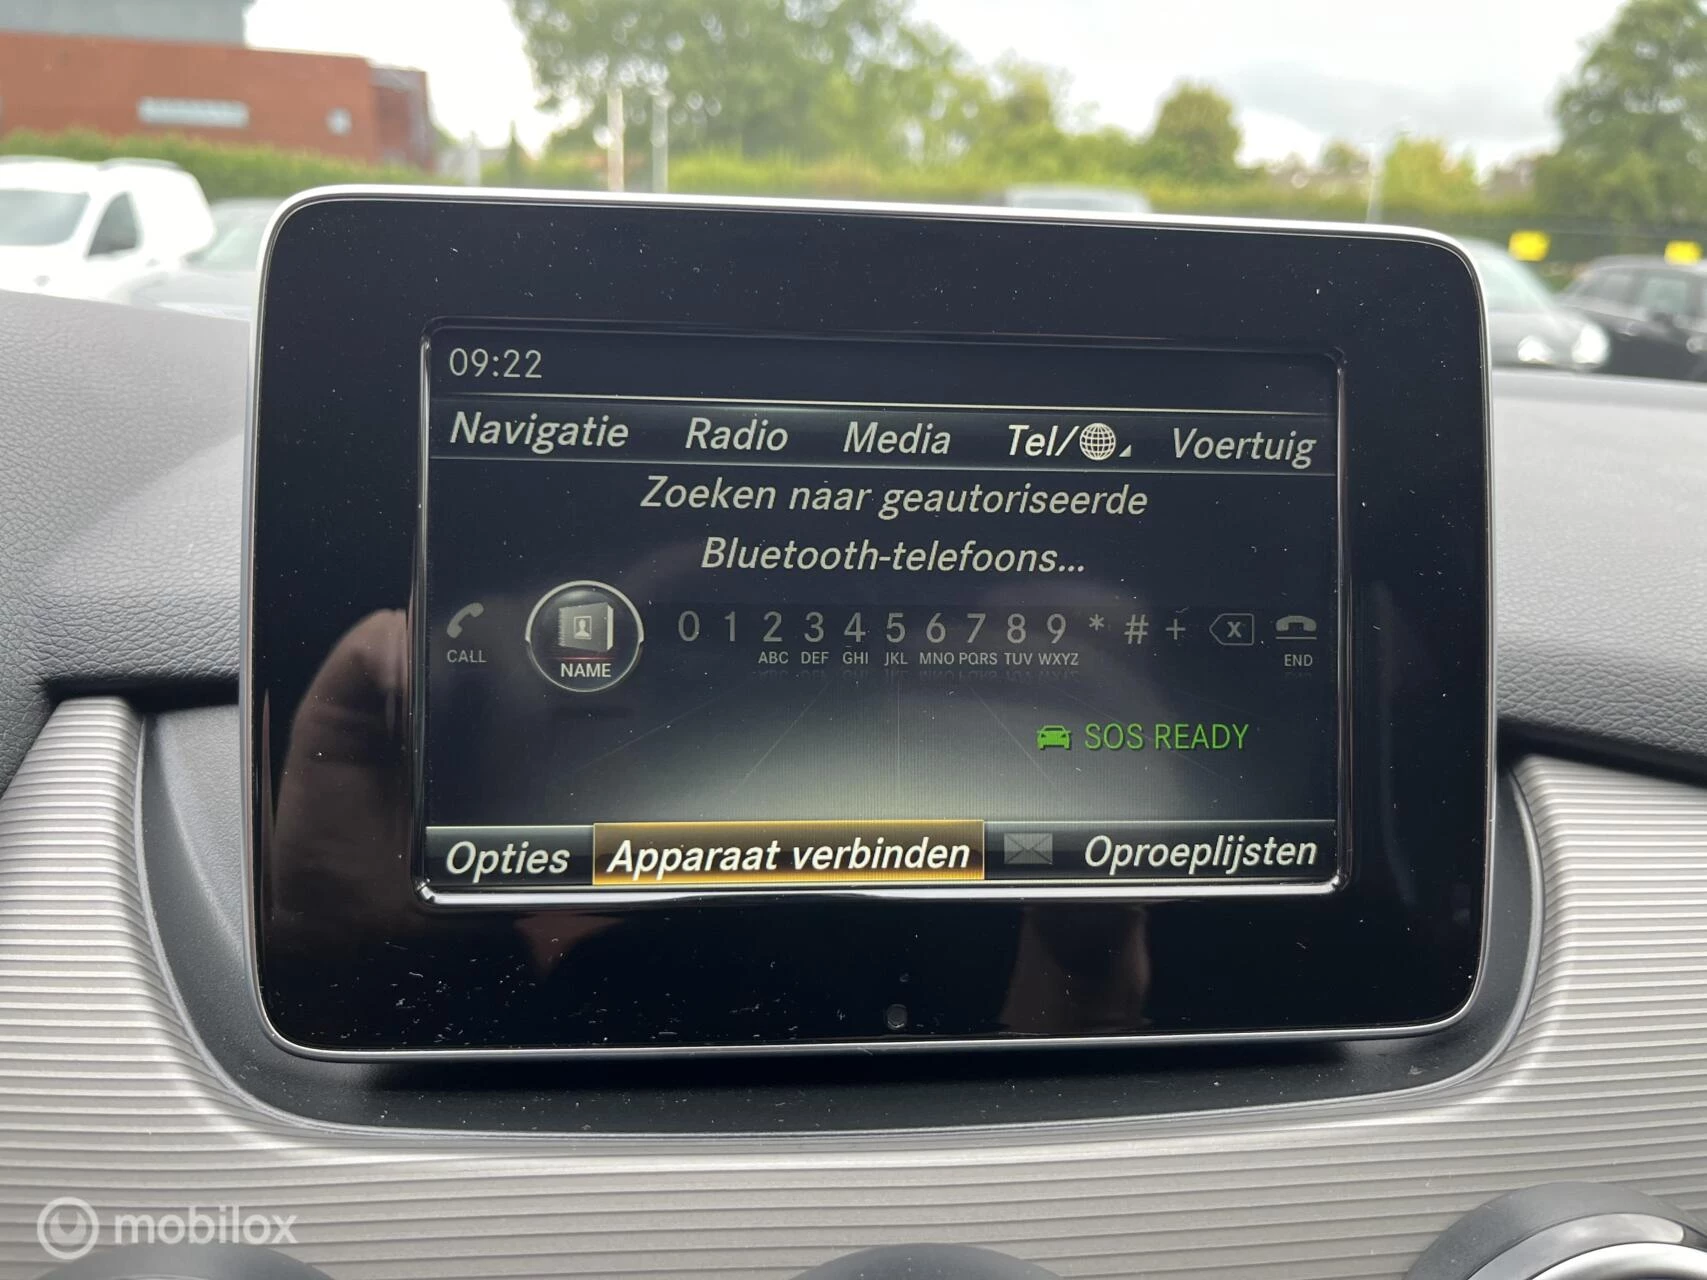 09:22
Navigatie Radio Media Tel/ Voertuig
Zoeken naar geautoriseerde
Bluetooth-telefoons...
0 1 2 3 4 5 6 7 8 9 * # + X
CALL NAME ABC DEF GHI JKL MNO PQRS TUV WXYZ END
SOS READY
Opties Apparaat verbinden Oproeplijsten
mobilox